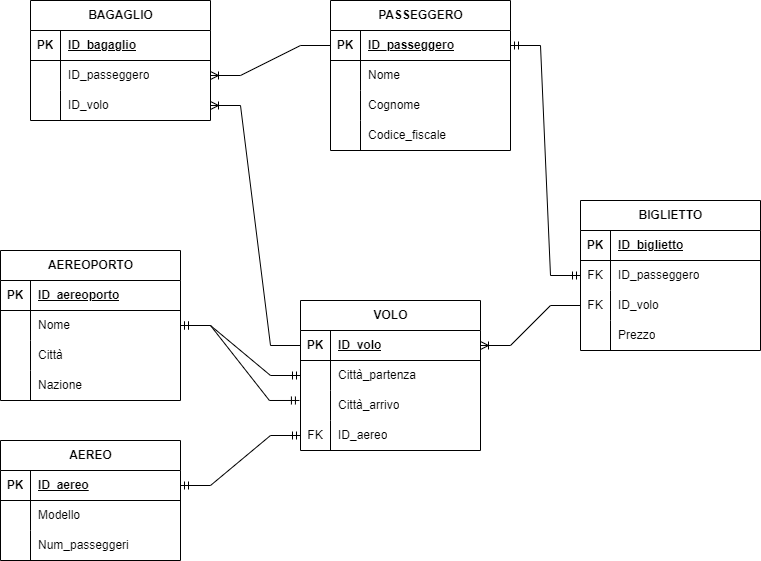 BAGAGLIO
PK ID_bagaglio
ID_passeggero
ID_volo
PASSEGGERO
PK ID_passeggero
Nome
Cognome
Codice_fiscale
BIGLIETTO
PK ID_biglietto
FK ID_passeggero
FK ID_volo
Prezzo
AEREOPORTO
PK ID_aereoporto
Nome
Città
Nazione
VOLO
PK ID_volo
Città_partenza
Città_arrivo
FK ID_aereo
AEREO
PK ID_aereo
Modello
Num_passeggeri